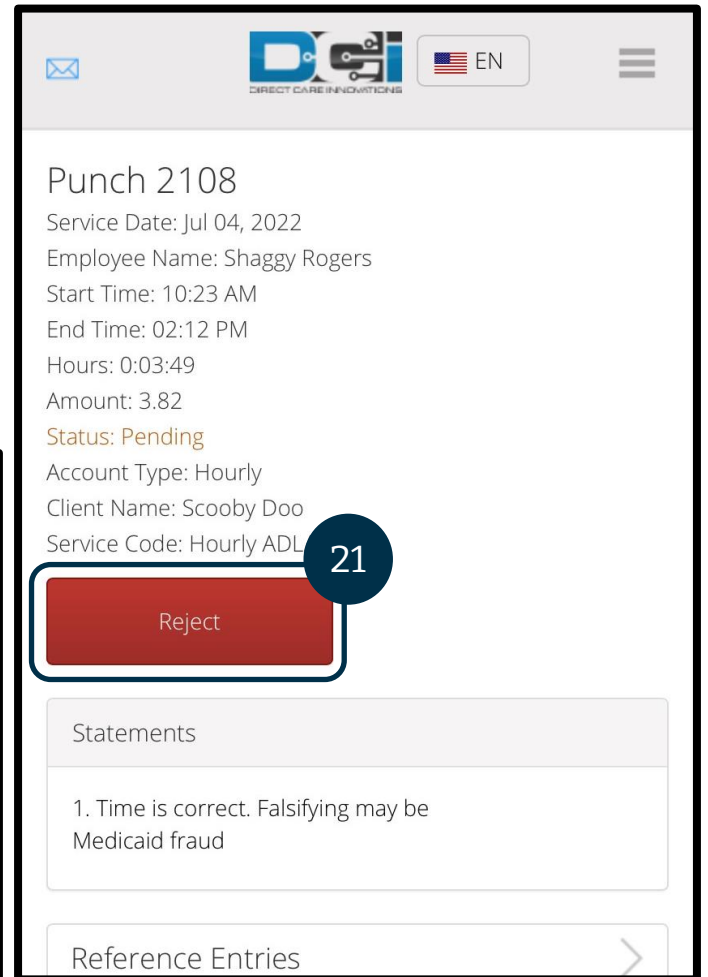 DCI
DIRECT CARE INNOVATIONS
EN
Punch 2108
Service Date: Jul 04, 2022
Employee Name: Shaggy Rogers
Start Time: 10:23 AM
End Time: 02:12 PM
Hours: 0:03:49
Amount: 3.82
Status: Pending
Account Type: Hourly
Client Name: Scooby Doo
Service Code: Hourly ADL
21
Reject
Statements
1. Time is correct. Falsifying may be
Medicaid fraud
Reference Entries